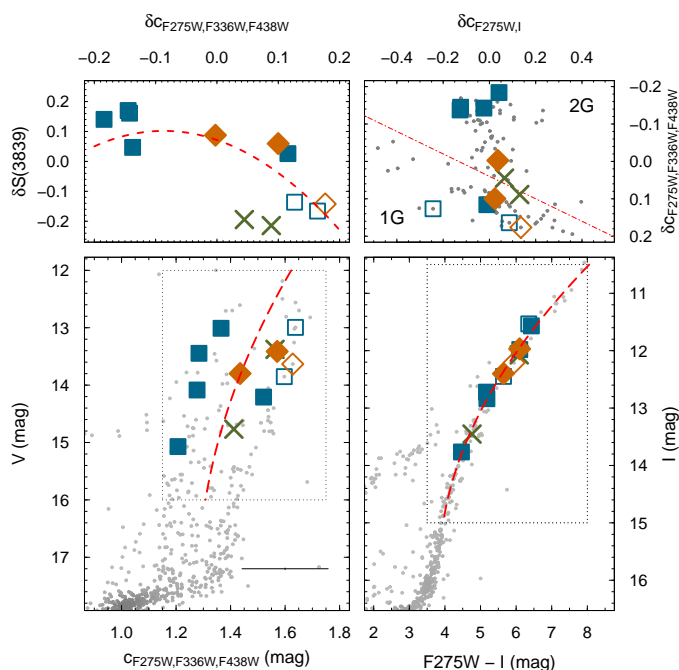 δc_F275W,F336W,F438W δc_F275W,I
−0.2 −0.1 0.0 0.1 0.2 −0.4 −0.2 0.0 0.2 0.4
0.2 0.1 0.0 −0.1 −0.2
δS(3839)
2G
1G
−0.2 −0.1 0.0 0.1 0.2
δc_F275W,F336W,F438W
12 13 14 15 16 17
V (mag)
11 12 13 14 15 16
I (mag)
1.0 1.2 1.4 1.6 1.8 2 3 4 5 6 7 8
c_F275W,F336W,F438W (mag) F275W − I (mag)